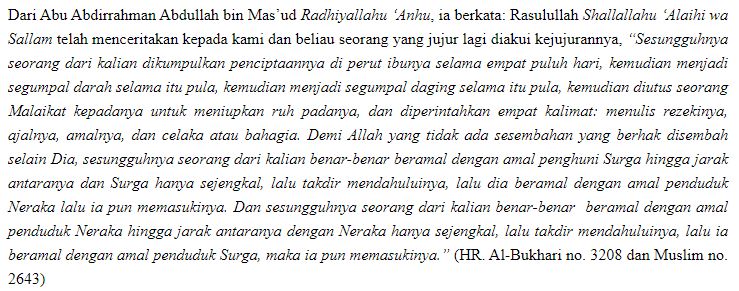 Dari Abu Abdirrahman Abdullah bin Mas’ud Radhiyallahu ‘Anhu, ia berkata: Rasulullah Shallallahu ‘Alaihi wa
Sallam telah menceritakan kepada kami dan beliau seorang yang jujur lagi diakui kejujurannya, “Sesungguhnya
seorang dari kalian dikumpulkan penciptaannya di perut ibunya selama empat puluh hari, kemudian menjadi
segumpal darah selama itu pula, kemudian menjadi segumpal daging selama itu pula, kemudian diutus seorang
Malaikat kepadanya untuk meniupkan ruh padanya, dan diperintahkan empat kalimat: menulis rezekinya,
ajalnya, amalnya, dan celaka atau bahagia. Demi Allah yang tidak ada sesembahan yang berhak disembah
selain Dia, sesungguhnya seorang dari kalian benar-benar beramal dengan amal penghuni Surga hingga jarak
antaranya dan Surga hanya sejengkal, lalu takdir mendahuluinya, lalu dia beramal dengan amal penduduk
Neraka lalu ia pun memasukinya. Dan sesungguhnya seorang dari kalian benar-benar beramal dengan amal
penduduk Neraka hingga jarak antaranya dengan Neraka hanya sejengkal, lalu takdir mendahuluinya, lalu ia
beramal dengan amal penduduk Surga, maka ia pun memasukinya.” (HR. Al-Bukhari no. 3208 dan Muslim no.
2643)